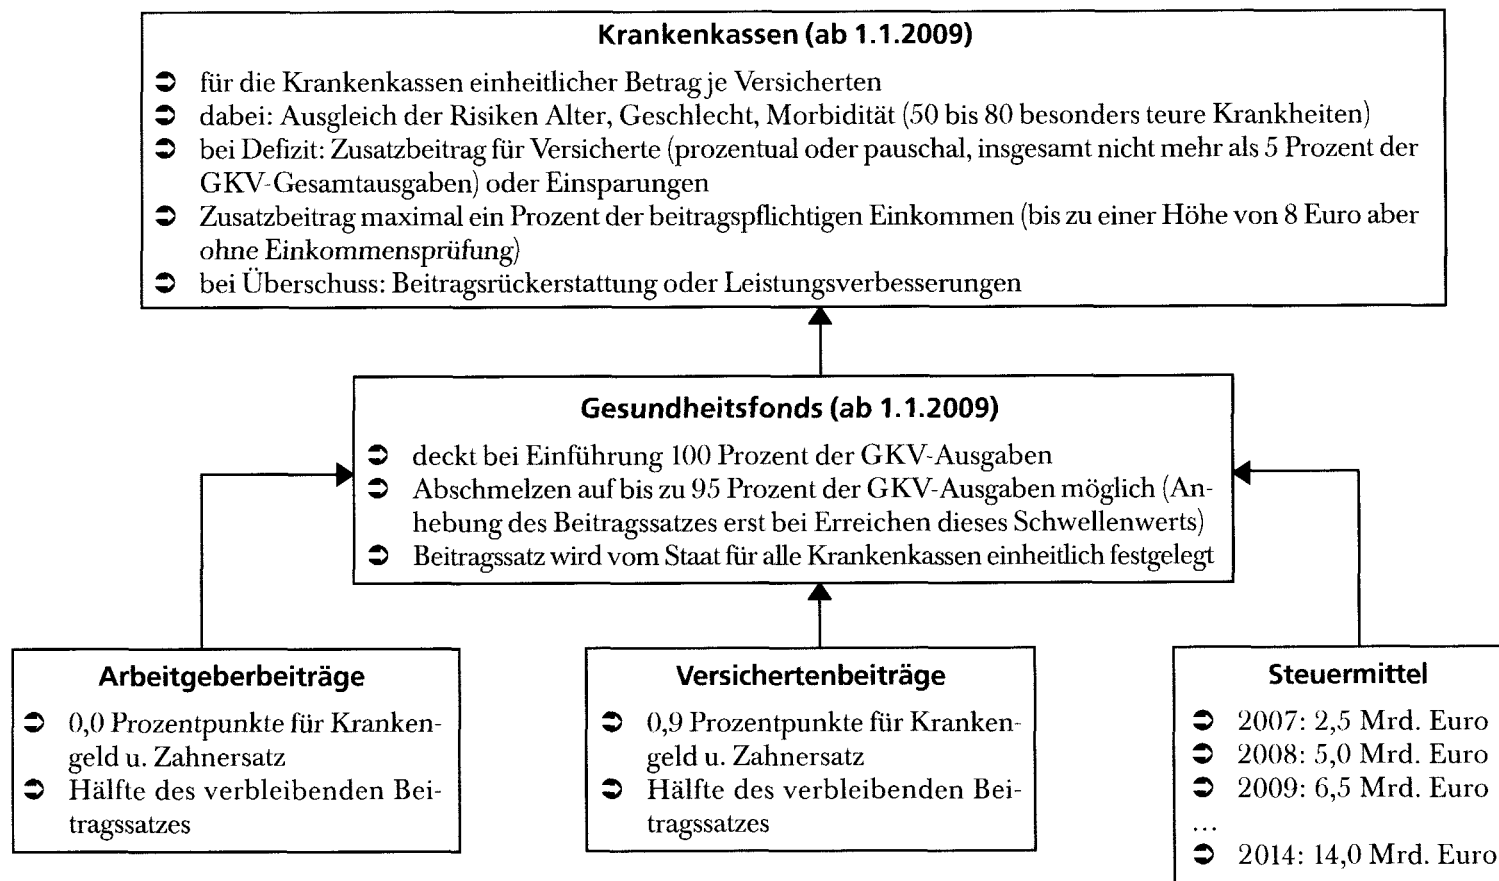 Krankenkassen (ab 1.1.2009)
➲ für die Krankenkassen einheitlicher Betrag je Versicherten
➲ dabei: Ausgleich der Risiken Alter, Geschlecht, Morbidität (50 bis 80 besonders teure Krankheiten)
➲ bei Defizit: Zusatzbeitrag für Versicherte (prozentual oder pauschal, insgesamt nicht mehr als 5 Prozent der
GKV-Gesamtausgaben) oder Einsparungen
➲ Zusatzbeitrag maximal ein Prozent der beitragspflichtigen Einkommen (bis zu einer Höhe von 8 Euro aber
ohne Einkommensprüfung)
➲ bei Überschuss: Beitragsrückerstattung oder Leistungsverbesserungen
Gesundheitsfonds (ab 1.1.2009)
➲ deckt bei Einführung 100 Prozent der GKV-Ausgaben
➲ Abschmelzen auf bis zu 95 Prozent der GKV-Ausgaben möglich (An-
hebung des Beitragssatzes erst bei Erreichen dieses Schwellenwerts)
➲ Beitragssatz wird vom Staat für alle Krankenkassen einheitlich festgelegt
Arbeitgeberbeiträge
➲ 0,0 Prozentpunkte für Kranken-
geld u. Zahnersatz
➲ Hälfte des verbleibenden Bei-
tragssatzes
Versichertenbeiträge
➲ 0,9 Prozentpunkte für Kranken-
geld u. Zahnersatz
➲ Hälfte des verbleibenden Bei-
tragssatzes
Steuermittel
➲ 2007: 2,5 Mrd. Euro
➲ 2008: 5,0 Mrd. Euro
➲ 2009: 6,5 Mrd. Euro
...
➲ 2014: 14,0 Mrd. Euro